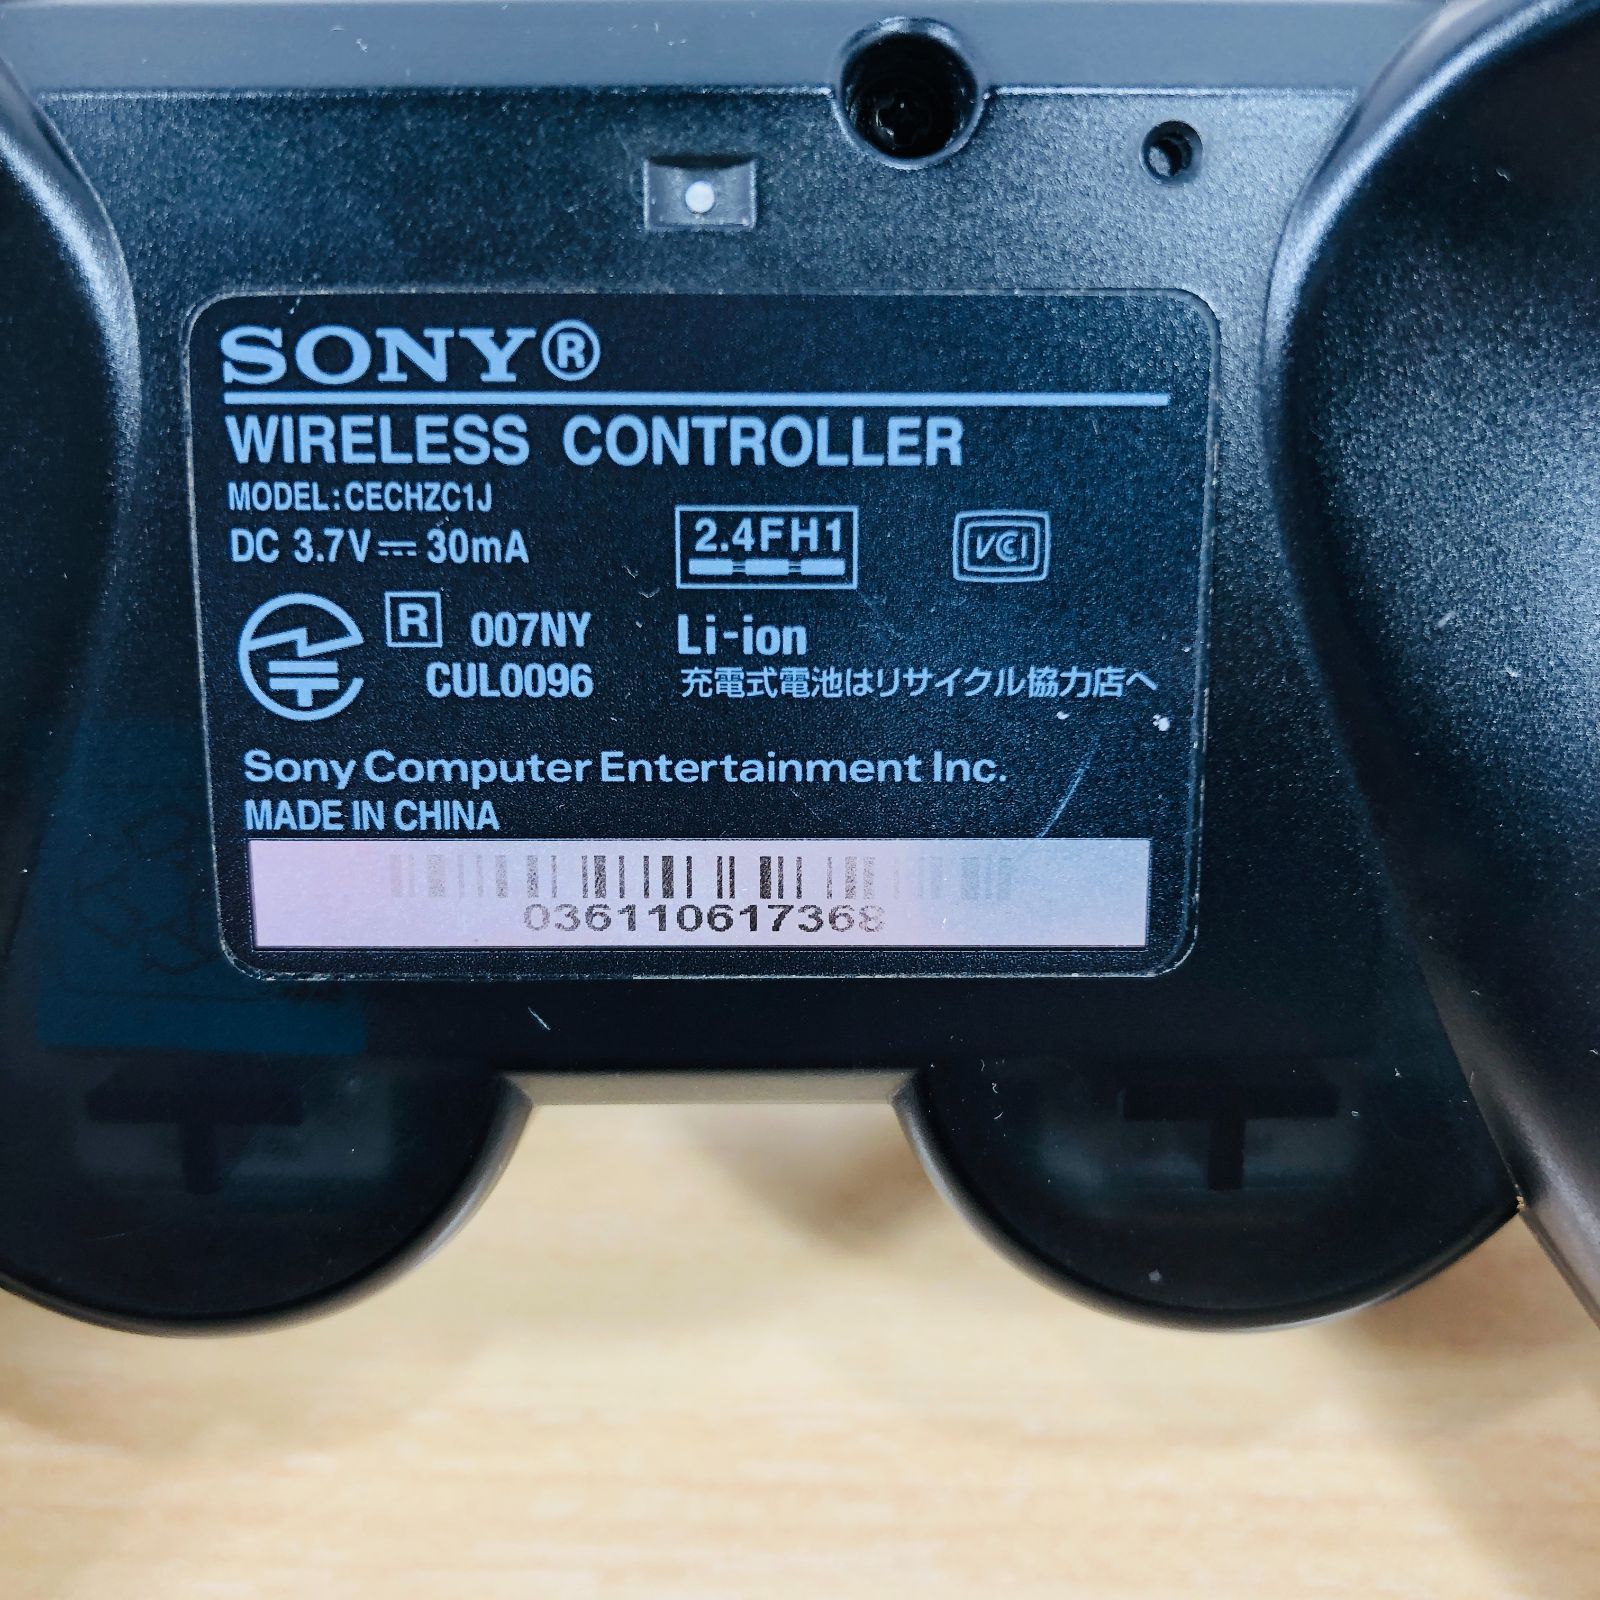 SONY®
WIRELESS CONTROLLER
MODEL:CECHZC1J
DC 3.7V⎓30mA
2.4FH1
VCCI
R 007NY
CUL0096
Li-ion
充電式電池はリサイクル協力店へ
Sony Computer Entertainment Inc.
MADE IN CHINA
036110617368